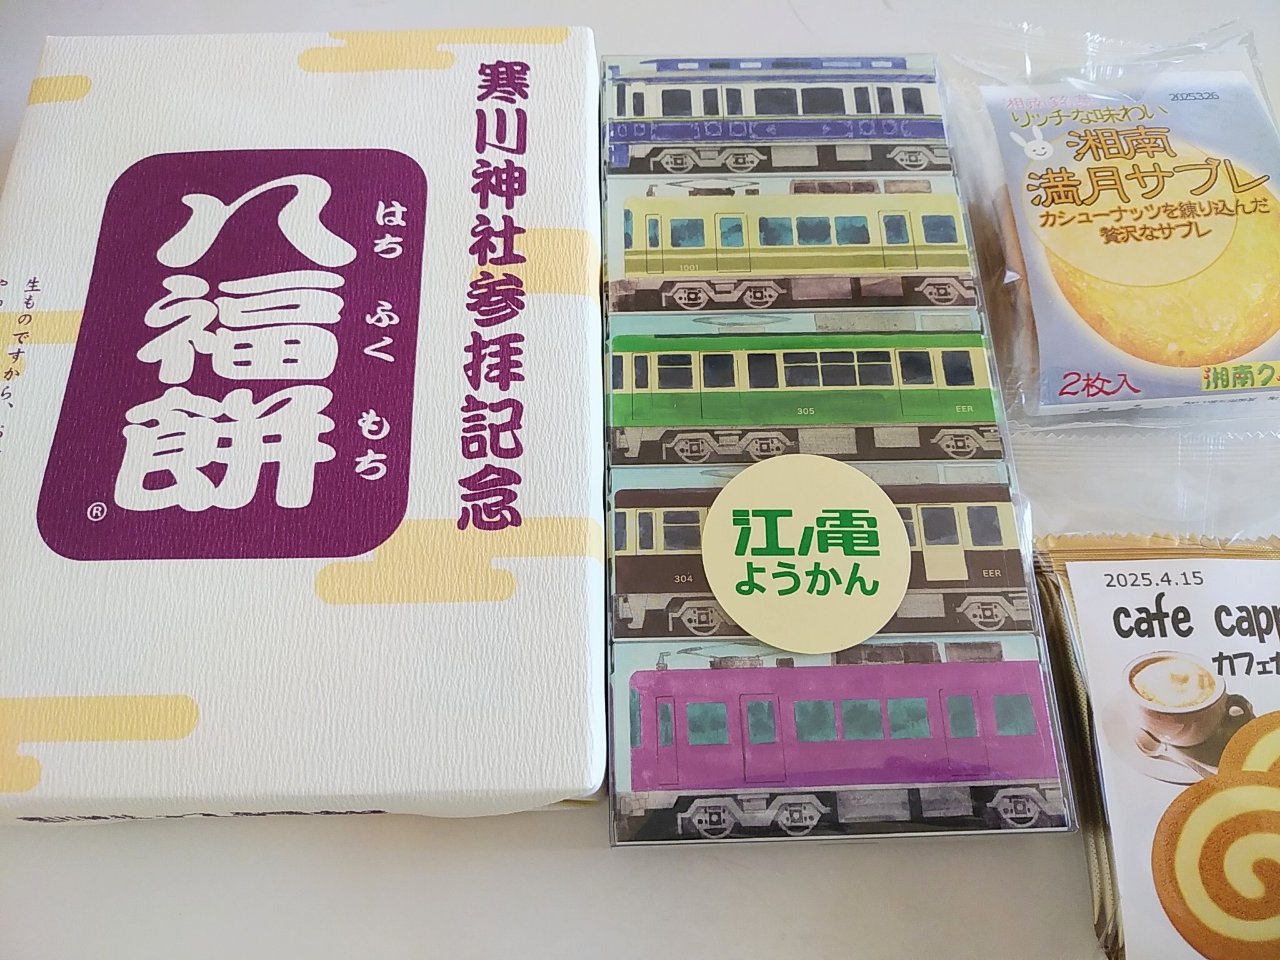 寒川神社参拝記念
八福餅
はちふくもち
®
生ものですから、
江ノ電
ようかん
1001
305
EER
304
EER
2025326
リッチな味わい
湘南
満月サブレ
カシューナッツを練り込んだ
贅沢なサブレ
2枚入
湘南ク
2025.4.15
cafe cap
カフェカ